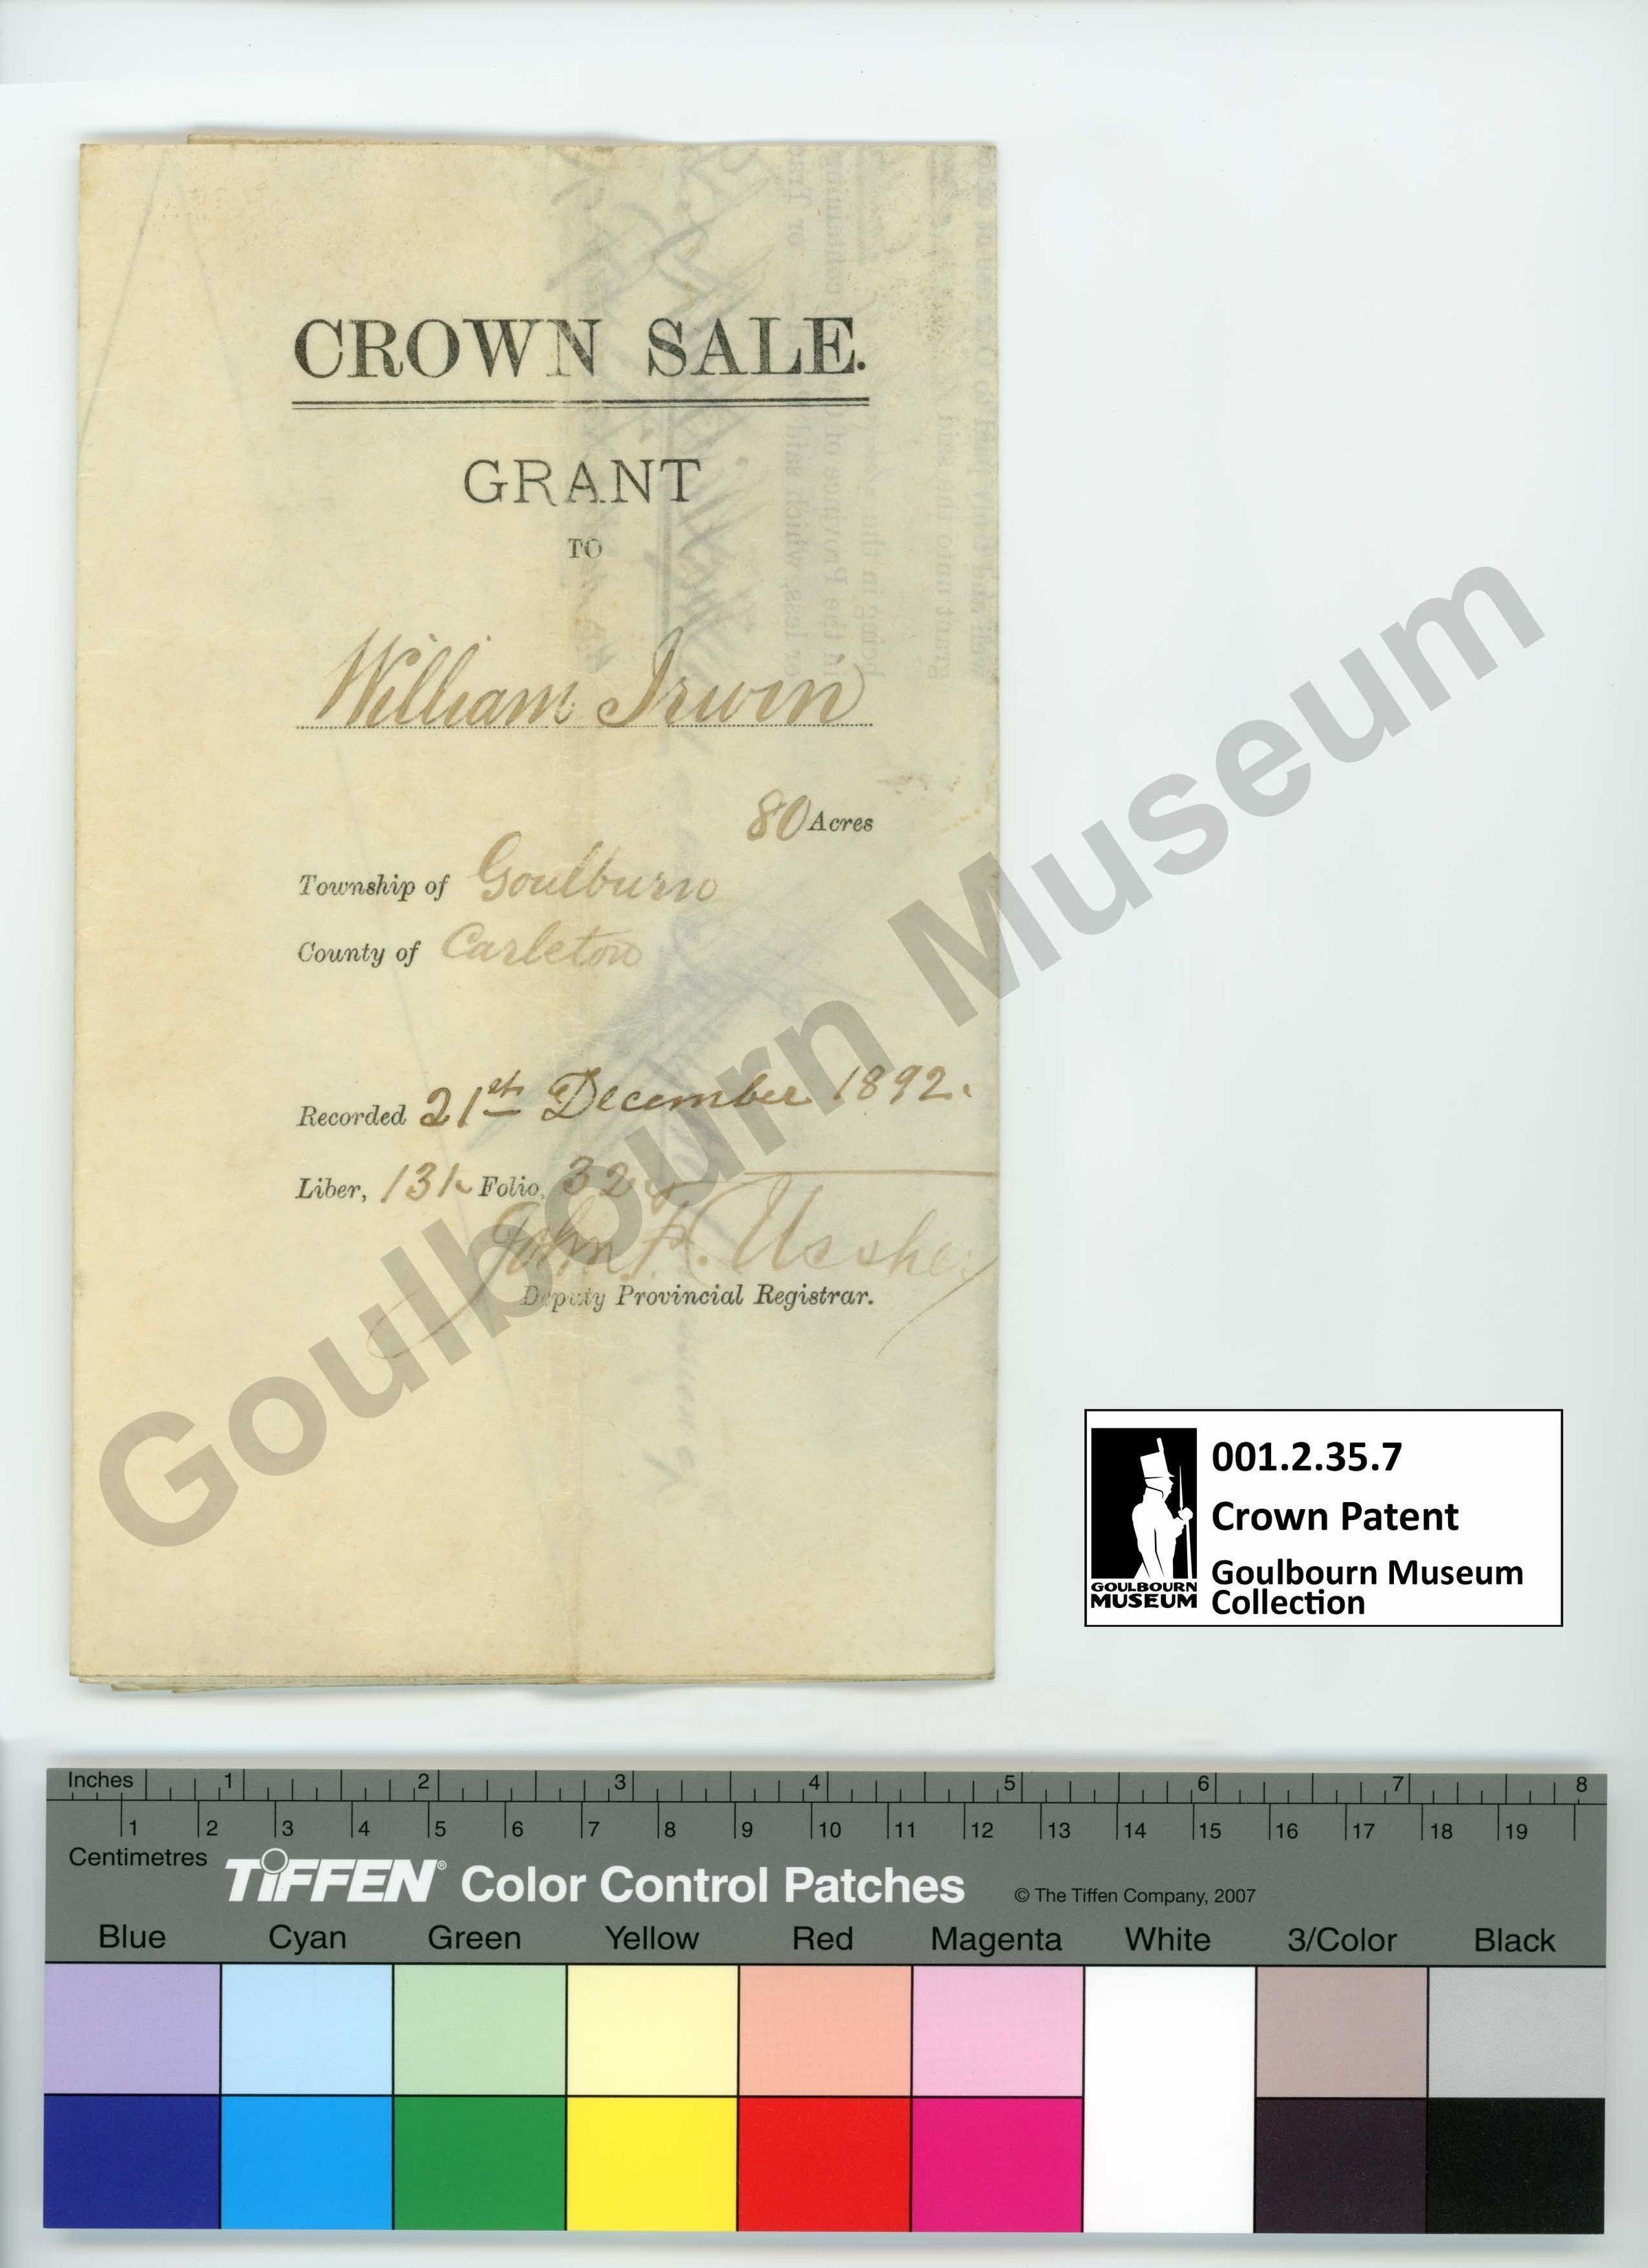 CROWN SALE.
GRANT
TO
William Irwin
80 Acres
Township of Goulburn
County of Carleton
Recorded 21st December 1892.
Liber, 131 Folio, 32
John F. Ussher
Deputy Provincial Registrar.
Goulbourn Museum
001.2.35.7
Crown Patent
Goulbourn Museum
Collection
GOULBOURN
MUSEUM
Inches 1 2 3 4 5 6 7 8
1 2 3 4 5 6 7 8 9 10 11 12 13 14 15 16 17 18 19
Centimetres
TIFFEN® Color Control Patches © The Tiffen Company, 2007
Blue Cyan Green Yellow Red Magenta White 3/Color Black